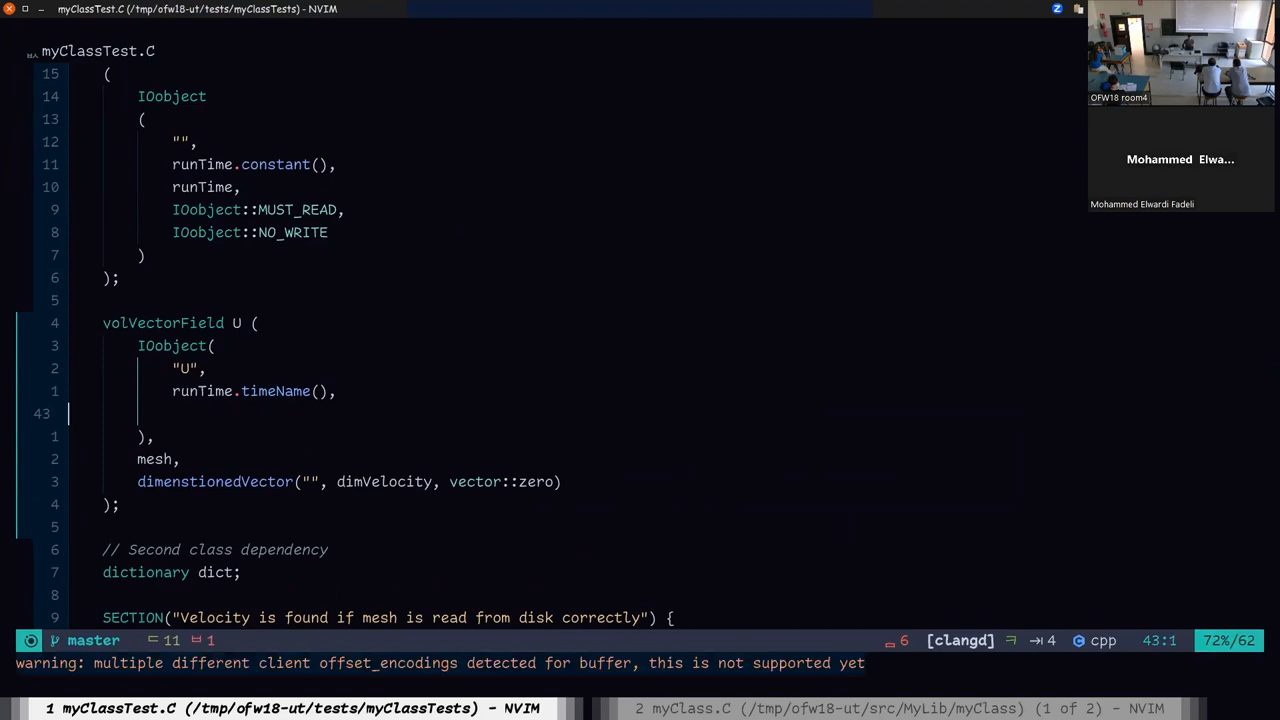 myClassTest.C (/tmp/ofw18-ut/tests/myClassTests) - NVIM
myClassTest.C
15 (
14 IOobject
13 (
12 "",
11 runTime.constant(),
10 runTime,
9 IOobject::MUST_READ,
8 IOobject::NO_WRITE
7 )
6 );
5
4 volVectorField U (
3 IOobject(
2 "U",
1 runTime.timeName(),
43
1 ),
2 mesh,
3 dimenstionedVector("", dimVelocity, vector::zero)
4 );
5
6 // Second class dependency
7 dictionary dict;
8
9 SECTION("Velocity is found if mesh is read from disk correctly") {
master 11 1 6 [clangd] 4 cpp 43:1 72%/62
warning: multiple different client offset_encodings detected for buffer, this is not supported yet
1 myClassTest.C (/tmp/ofw18-ut/tests/myClassTests) - NVIM
2 myClass.C (/tmp/ofw18-ut/src/MyLib/myClass) (1 of 2) - NVIM
OFW18 room4
Mohammed Elwa...
Mohammed Elwardi Fadeli